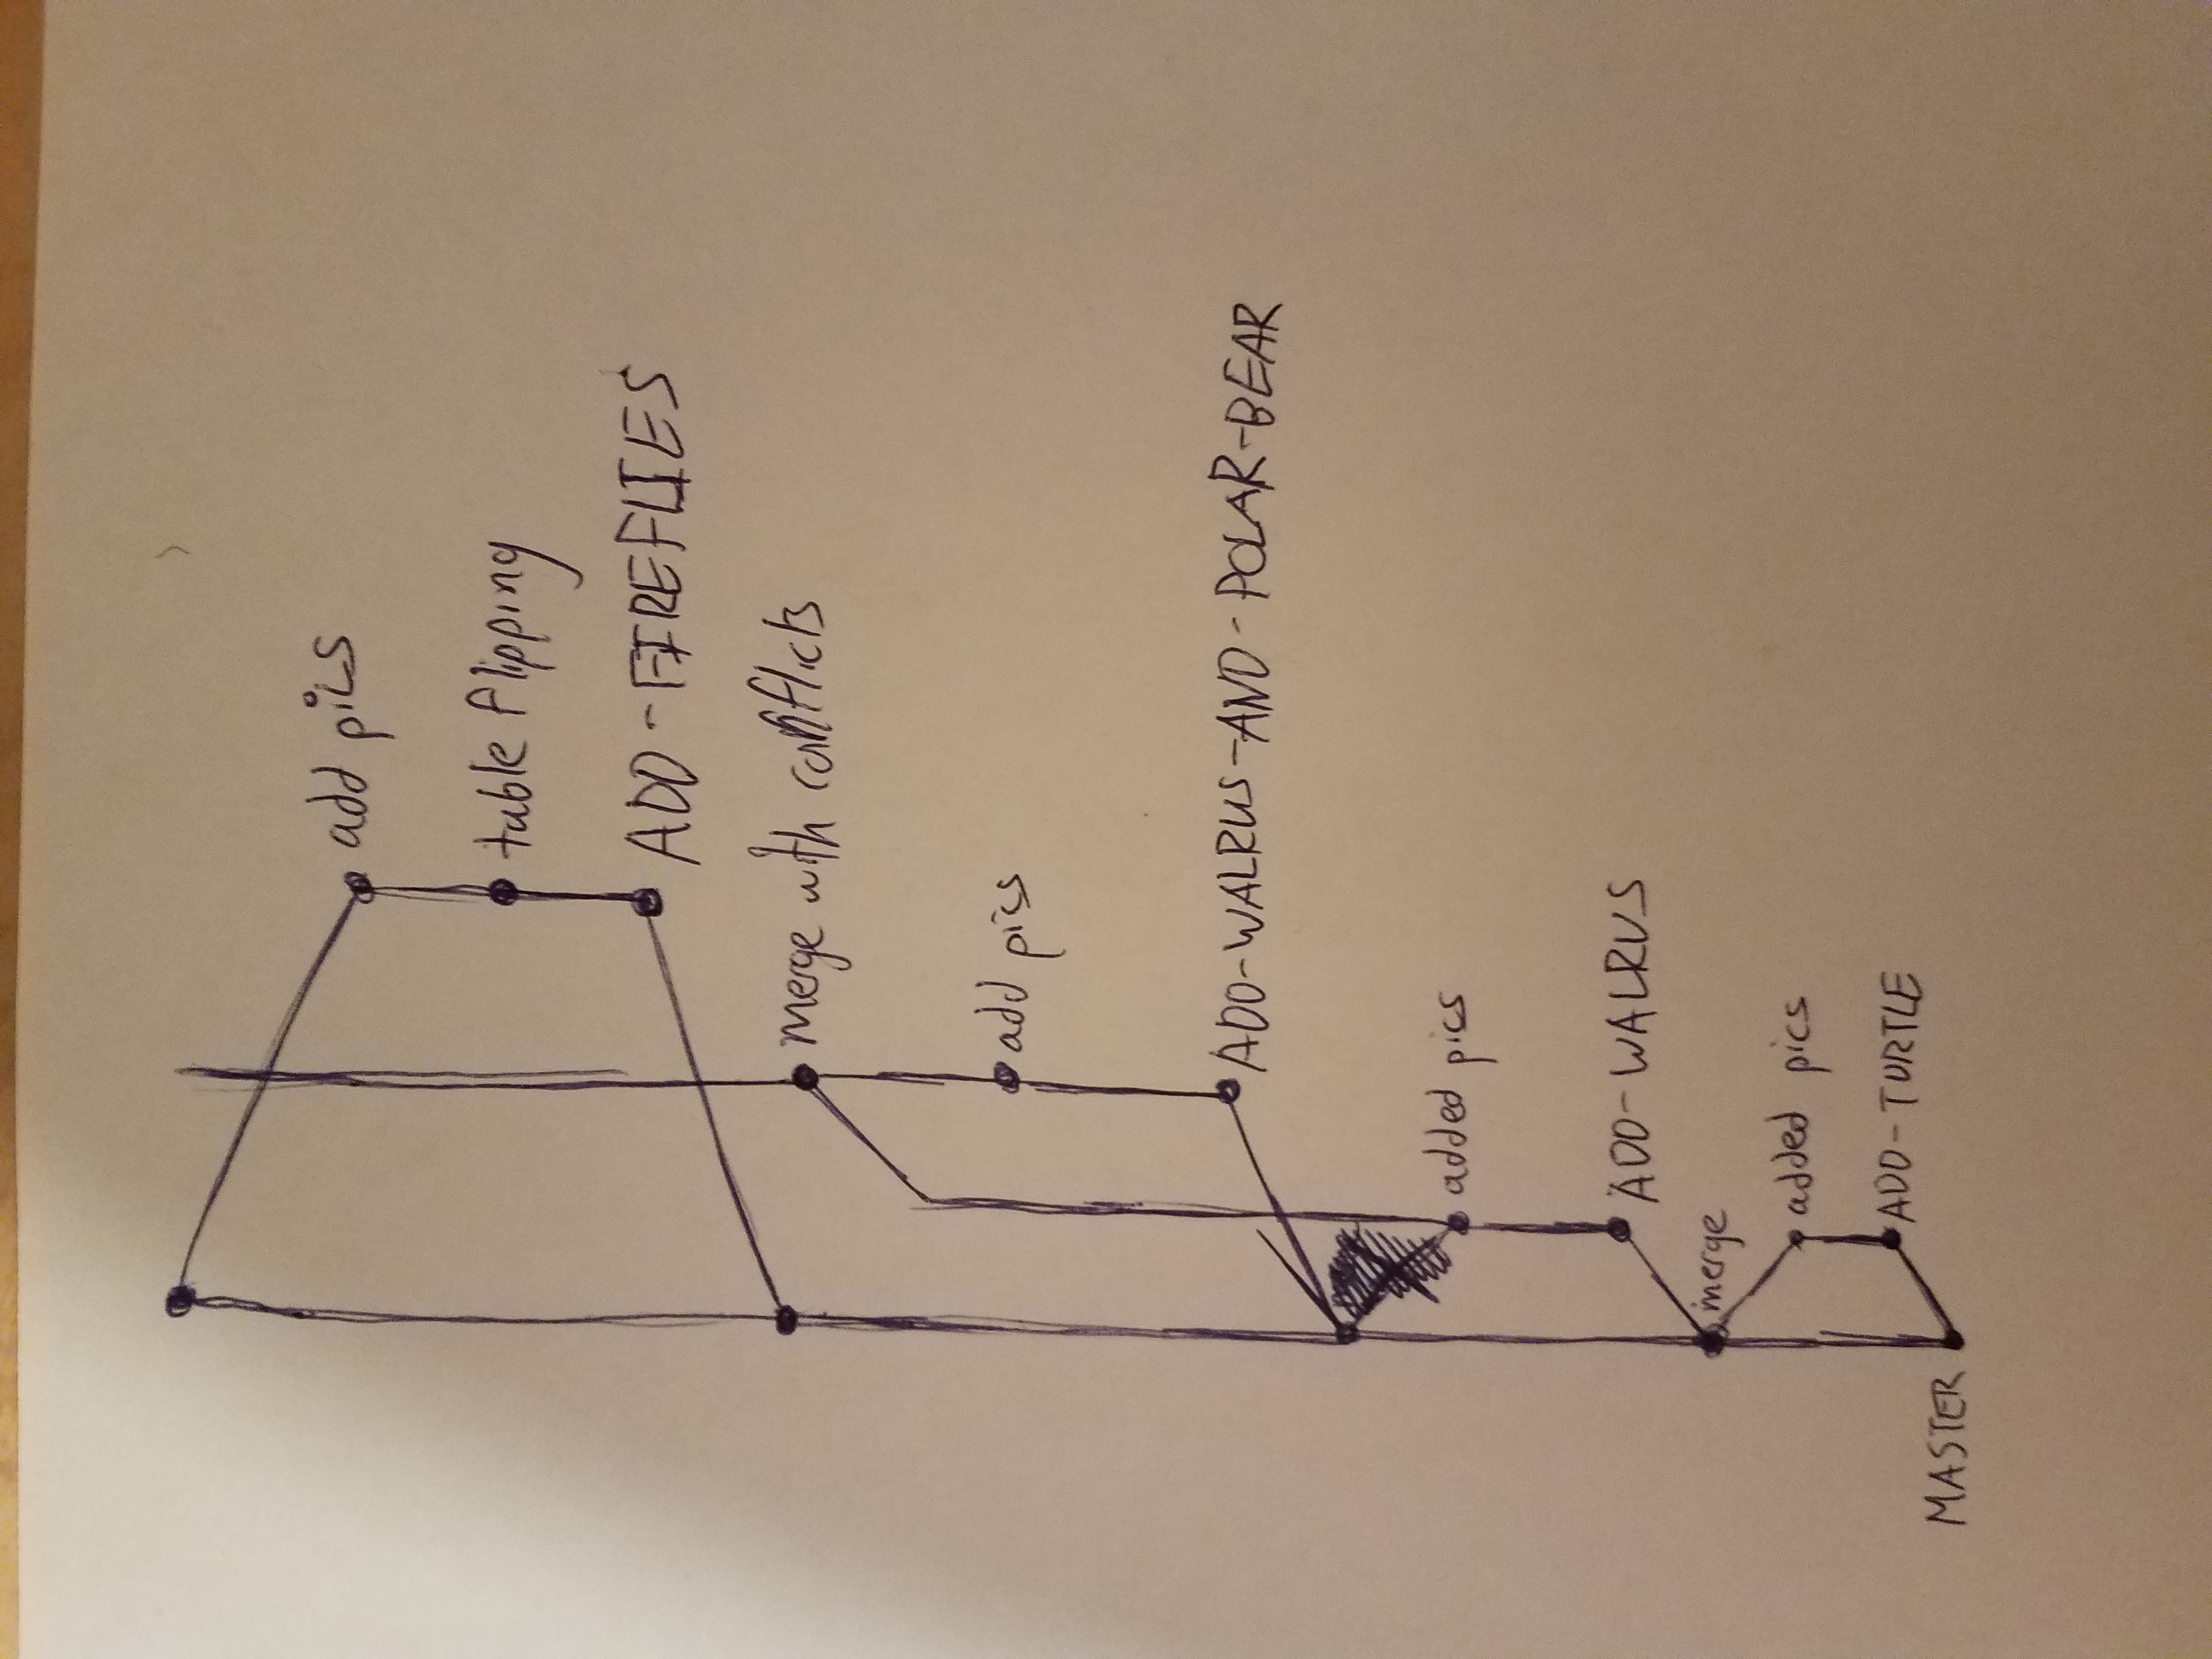 add pics
table flipping
ADD-FIREFLIES
merge with conflicts
add pics
ADD-WALRUS-AND-POLAR-BEAR
added pics
ADD-WALRUS
merge
added pics
ADD-TURTLE
MASTER